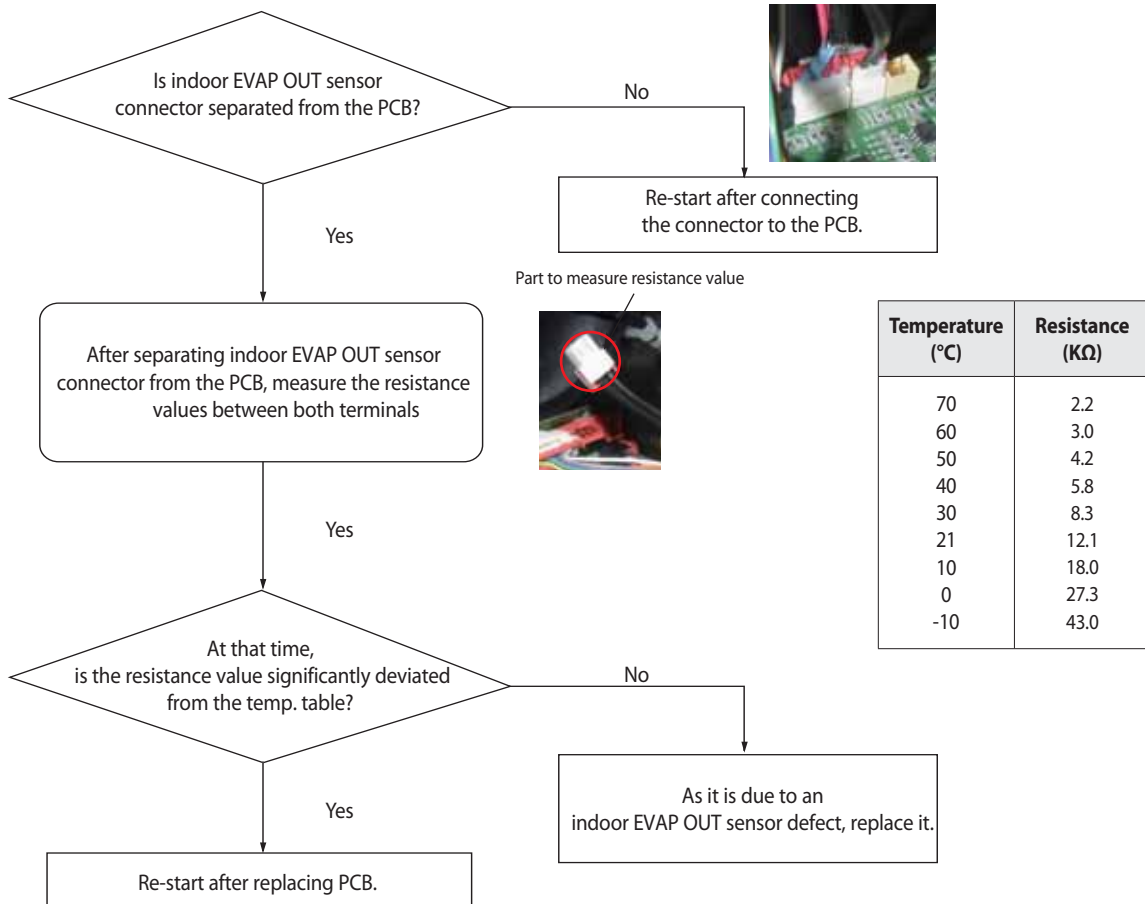 Is indoor EVAP OUT sensor
connector separated from the PCB?
No
Re-start after connecting
the connector to the PCB.
Yes
Part to measure resistance value
After separating indoor EVAP OUT sensor
connector from the PCB, measure the resistance
values between both terminals
Temperature Resistance
(°C) (KΩ)
70 2.2
60 3.0
50 4.2
40 5.8
30 8.3
21 12.1
10 18.0
0 27.3
-10 43.0
Yes
At that time,
is the resistance value significantly deviated
from the temp. table?
No
As it is due to an
indoor EVAP OUT sensor defect, replace it.
Yes
Re-start after replacing PCB.